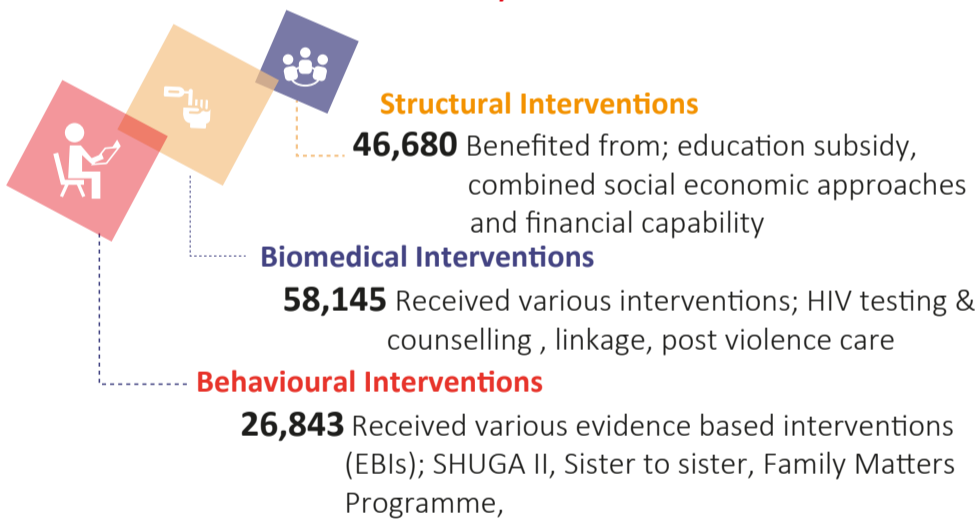 Structural Interventions
46,680 Benefited from; education subsidy,
combined social economic approaches
and financial capability
Biomedical Interventions
58,145 Received various interventions; HIV testing &
counselling , linkage, post violence care
Behavioural Interventions
26,843 Received various evidence based interventions
(EBIs); SHUGA II, Sister to sister, Family Matters
Programme,